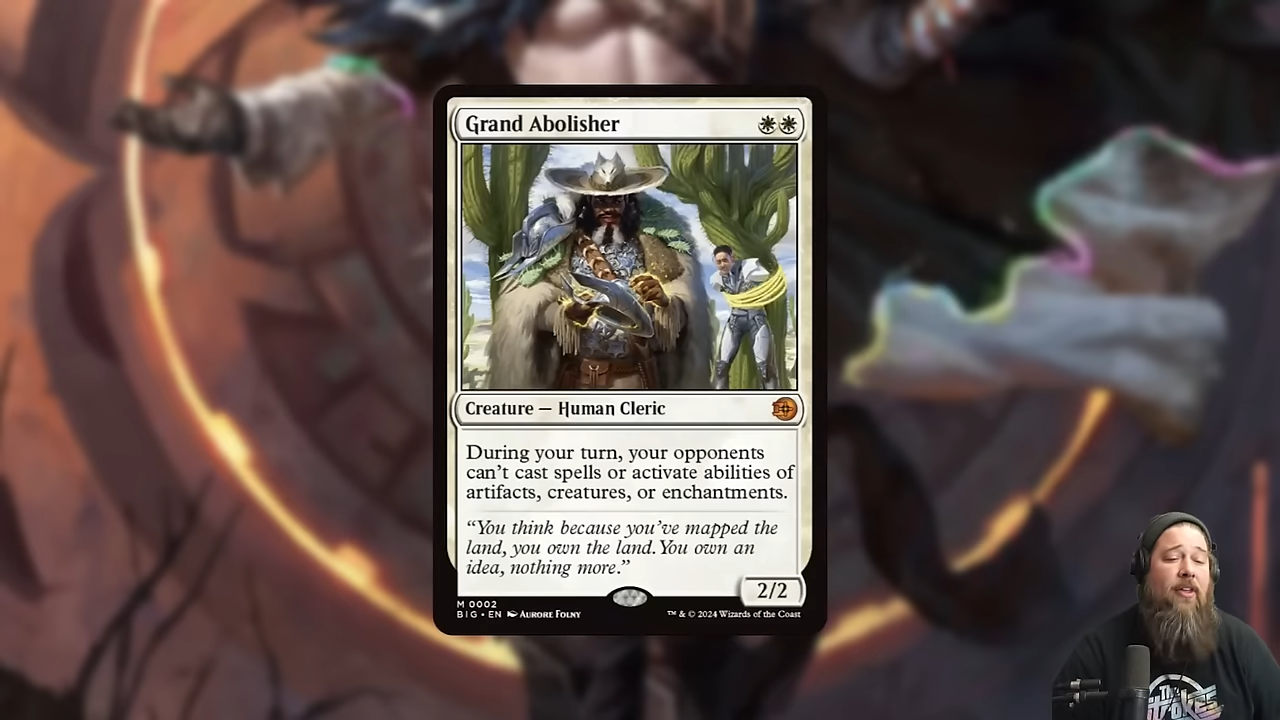 Grand Abolisher
Creature — Human Cleric
During your turn, your opponents
can't cast spells or activate abilities of
artifacts, creatures, or enchantments.
“You think because you've mapped the
land, you own the land. You own an
idea, nothing more.”
2/2
M 0002
BIG • EN Aurore Folny
™ & © 2024 Wizards of the Coast